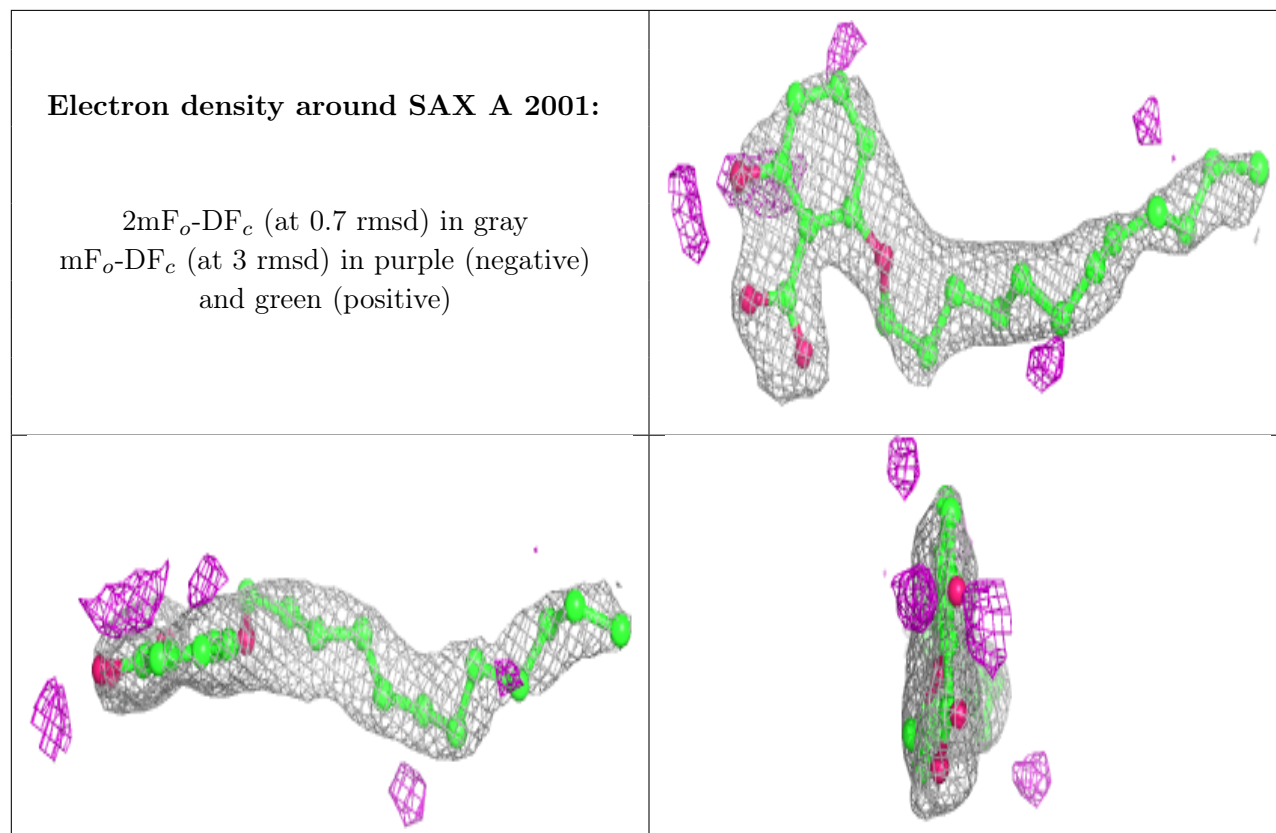 Electron density around SAX A 2001:
2mFo-DFc (at 0.7 rmsd) in gray
mFo-DFc (at 3 rmsd) in purple (negative)
and green (positive)